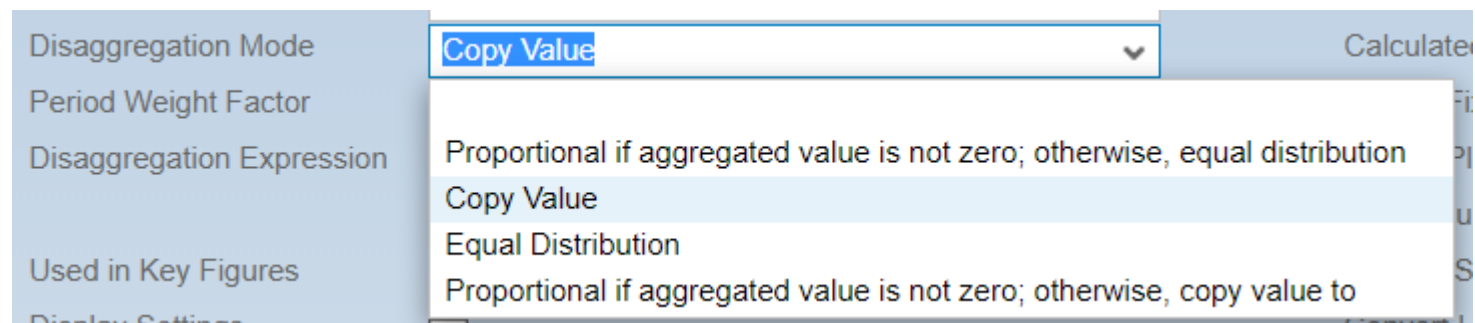 Disaggregation Mode
Copy Value
Calculated
Period Weight Factor
Disaggregation Expression
Proportional if aggregated value is not zero; otherwise, equal distribution
Copy Value
Equal Distribution
Used in Key Figures
Proportional if aggregated value is not zero; otherwise, copy value to
Display Settings